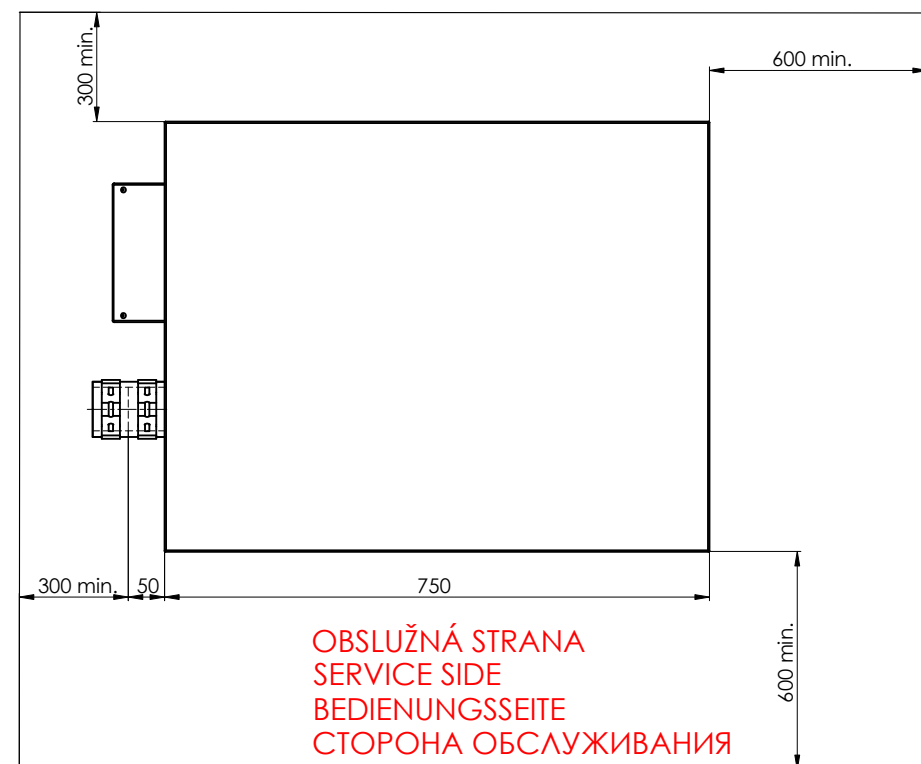 300 min.
600 min.
300 min.
50
750
600 min.
OBSLUŽNÁ STRANA
SERVICE SIDE
BEDIENUNGSSEITE
СТОРОНА ОБСЛУЖИВАНИЯ